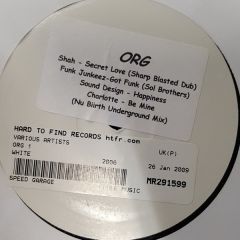 ORG
Shah - Secret Love (Sharp Blasted Dub)
Funk Junkeez-Got Funk (Sol Brothers)
Sound Design - Happiness
Charlotte - Be Mine
(Nu Biirth Underground Mix)
HARD TO FIND RECORDS htfr.com
VARIOUS ARTISTS UK(P)
ORG 1
WHITE 2006 26 Jan 2009
MUSIC MR291599
SPEED GARAGE